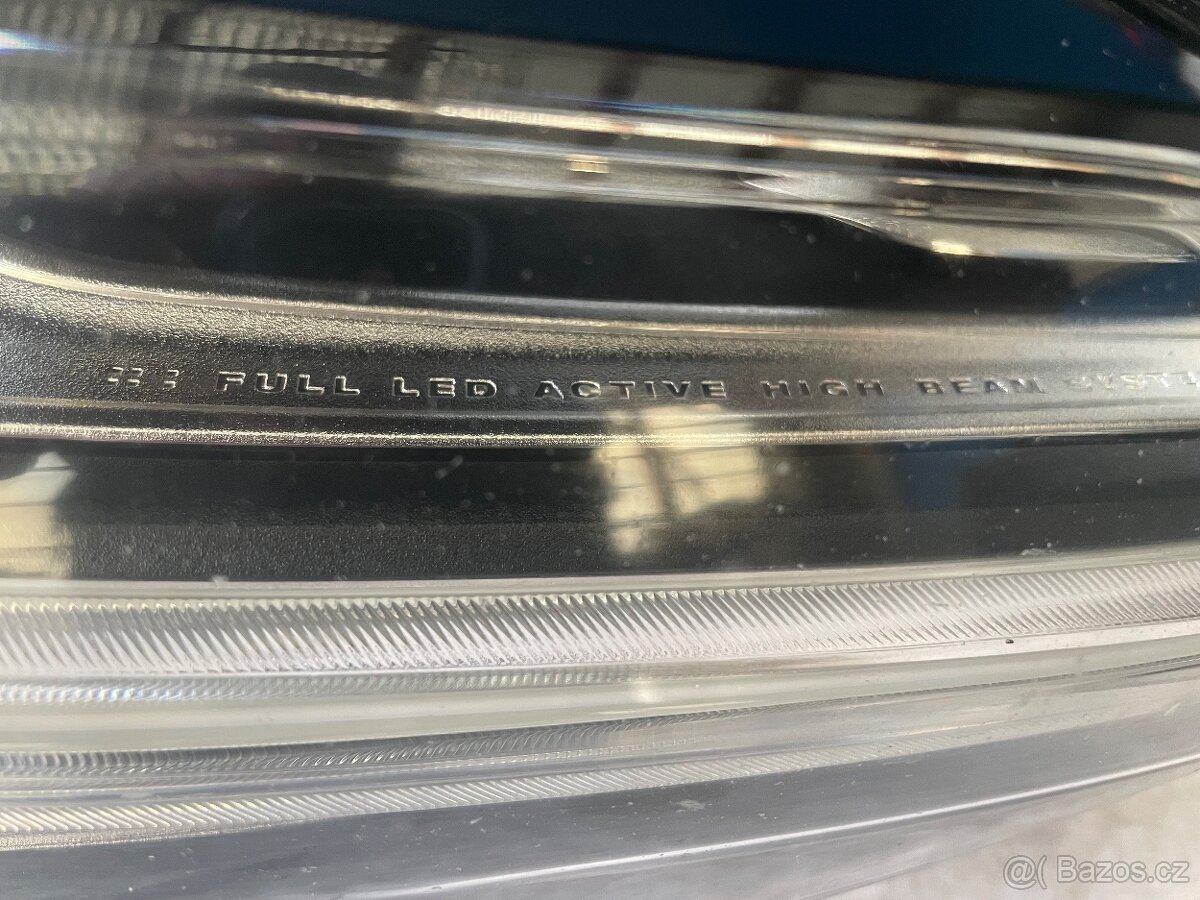 FULL LED ACTIVE HIGH BEAM
@( Bazos.cz